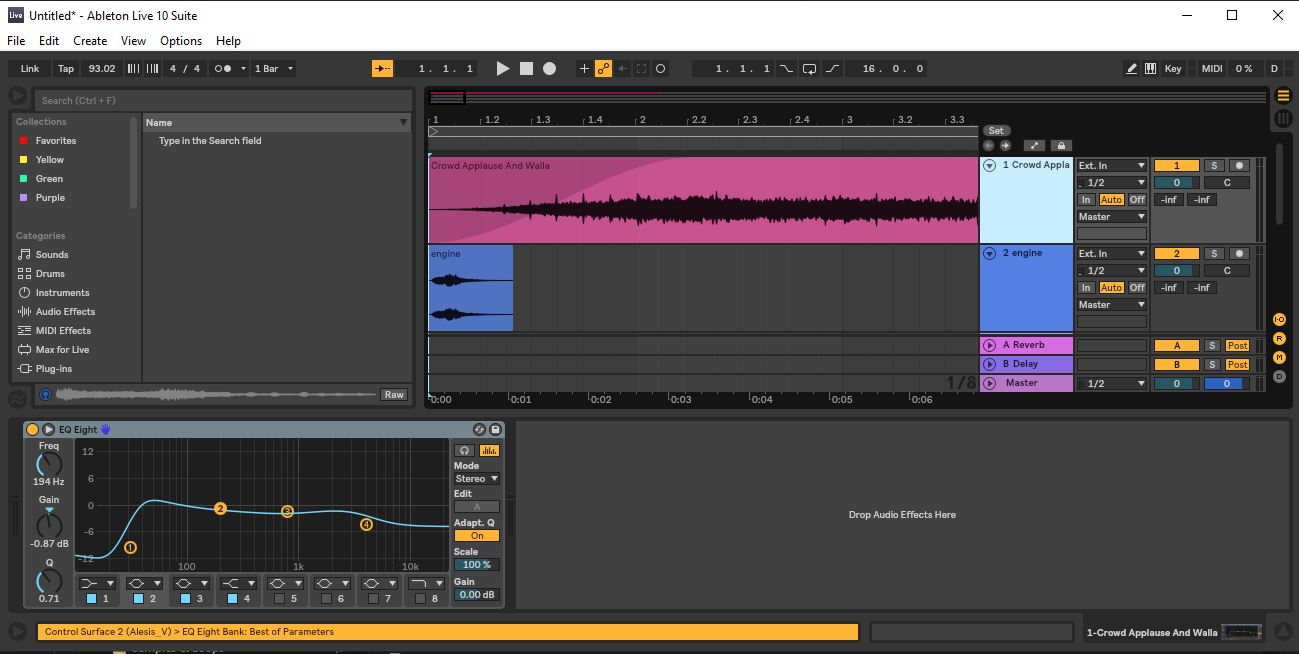 Live Untitled* - Ableton Live 10 Suite
File Edit Create View Options Help
Link Tap 93.02 4 / 4 1 Bar 1. 1. 1 1. 1. 1 16. 0. 0 Key MIDI 0 % D
Search (Ctrl + F)
Collections
Favorites
Yellow
Green
Purple
Categories
Sounds
Drums
Instruments
Audio Effects
MIDI Effects
Max for Live
Plug-ins
Name
Type in the Search field
Raw
1 1.2 1.3 1.4 2 2.2 2.3 2.4 3 3.2 3.3
Set
Crowd Applause And Walla
1 Crowd Appla Ext. In 1 S
1/2 0 C
In Auto Off -inf -inf
Master
engine
2 engine Ext. In 2 S
1/2 0 C
In Auto Off -inf -inf
Master
A Reverb A S Post
B Delay B S Post
1/8 Master 1/2 0 0
0:00 0:01 0:02 0:03 0:04 0:05 0:06
I·O
R
M
D
EQ Eight
Freq
194 Hz
Gain
-0.87 dB
Q
0.71
12
6
0
-6
-12
100 1k 10k
1 2 3 4
1 2 3 4 5 6 7 8
Mode
Stereo
Edit
A
Adapt. Q
On
Scale
100 %
Gain
0.00 dB
Drop Audio Effects Here
Control Surface 2 (Alesis_V) > EQ Eight Bank: Best of Parameters
1-Crowd Applause And Walla